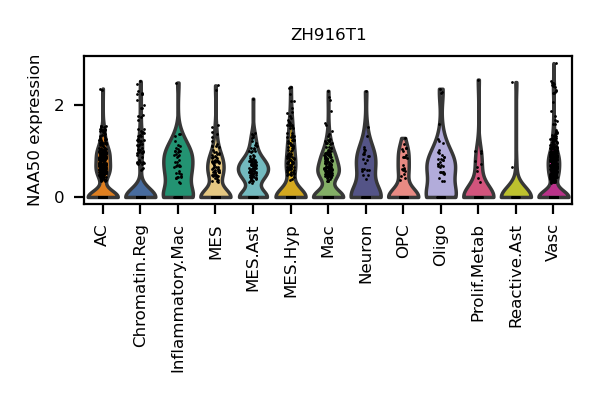 ZH916T1
NAA50 expression
2
0
AC
Chromatin.Reg
Inflammatory.Mac
MES
MES.Ast
MES.Hyp
Mac
Neuron
OPC
Oligo
Prolif.Metab
Reactive.Ast
Vasc